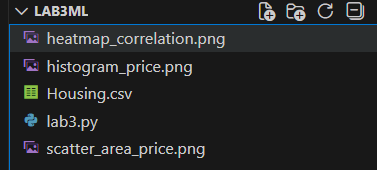 LAB3ML
heatmap_correlation.png
histogram_price.png
Housing.csv
lab3.py
scatter_area_price.png